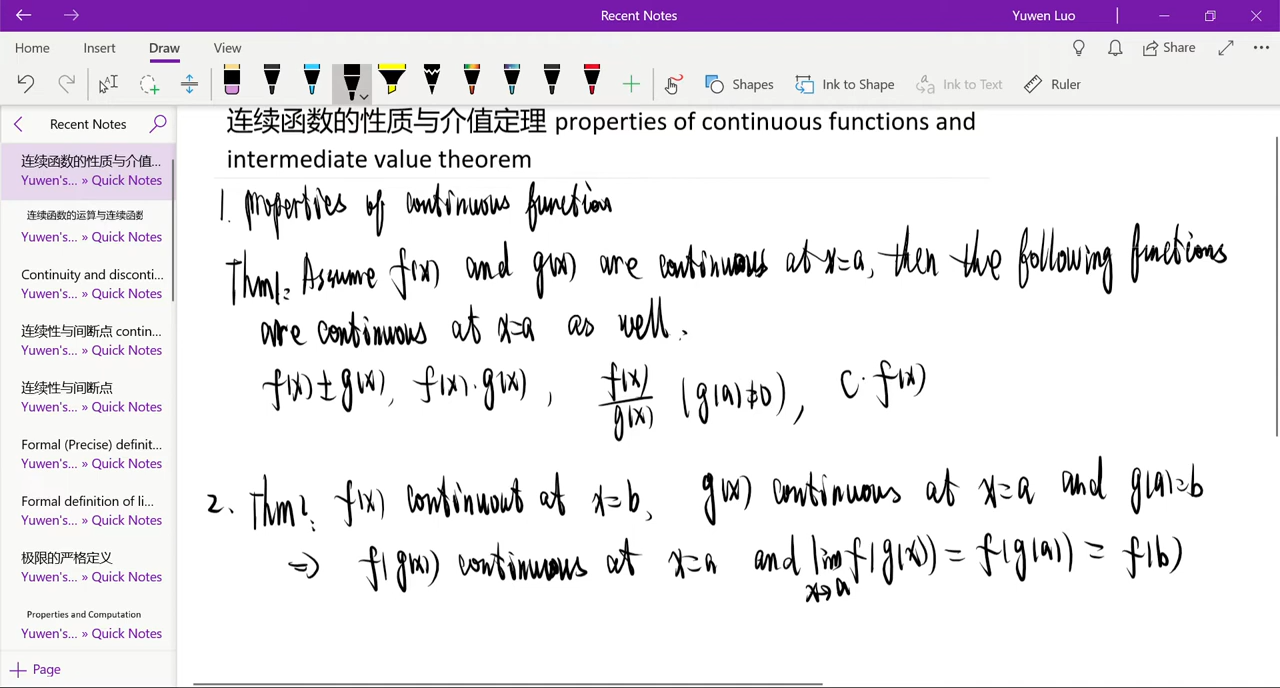 Recent Notes
Yuwen Luo
Home Insert Draw View
Share
Shapes Ink to Shape Ink to Text Ruler
Recent Notes
连续函数的性质与介值...
Yuwen's... » Quick Notes
连续函数的运算与连续函数
Yuwen's... » Quick Notes
Continuity and disconti...
Yuwen's... » Quick Notes
连续性与间断点 contin...
Yuwen's... » Quick Notes
连续性与间断点
Yuwen's... » Quick Notes
Formal (Precise) definit...
Yuwen's... » Quick Notes
Formal definition of li...
Yuwen's... » Quick Notes
极限的严格定义
Yuwen's... » Quick Notes
Properties and Computation
Yuwen's... » Quick Notes
Page
连续函数的性质与介值定理 properties of continuous functions and
intermediate value theorem
1. properties of continuous function
Thm1: Assume f(x) and g(x) are continuous at x=a, then the following functions
are continuous at x=a as well.
f(x)±g(x), f(x)·g(x), f(x)/g(x) (g(a)≠0), C·f(x)
2. Thm2: f(x) continuout at x=b, g(x) continuous at x=a and g(a)=b
⇒ f(g(x)) continuous at x=a and lim x→a f(g(x)) = f(g(a)) = f(b)